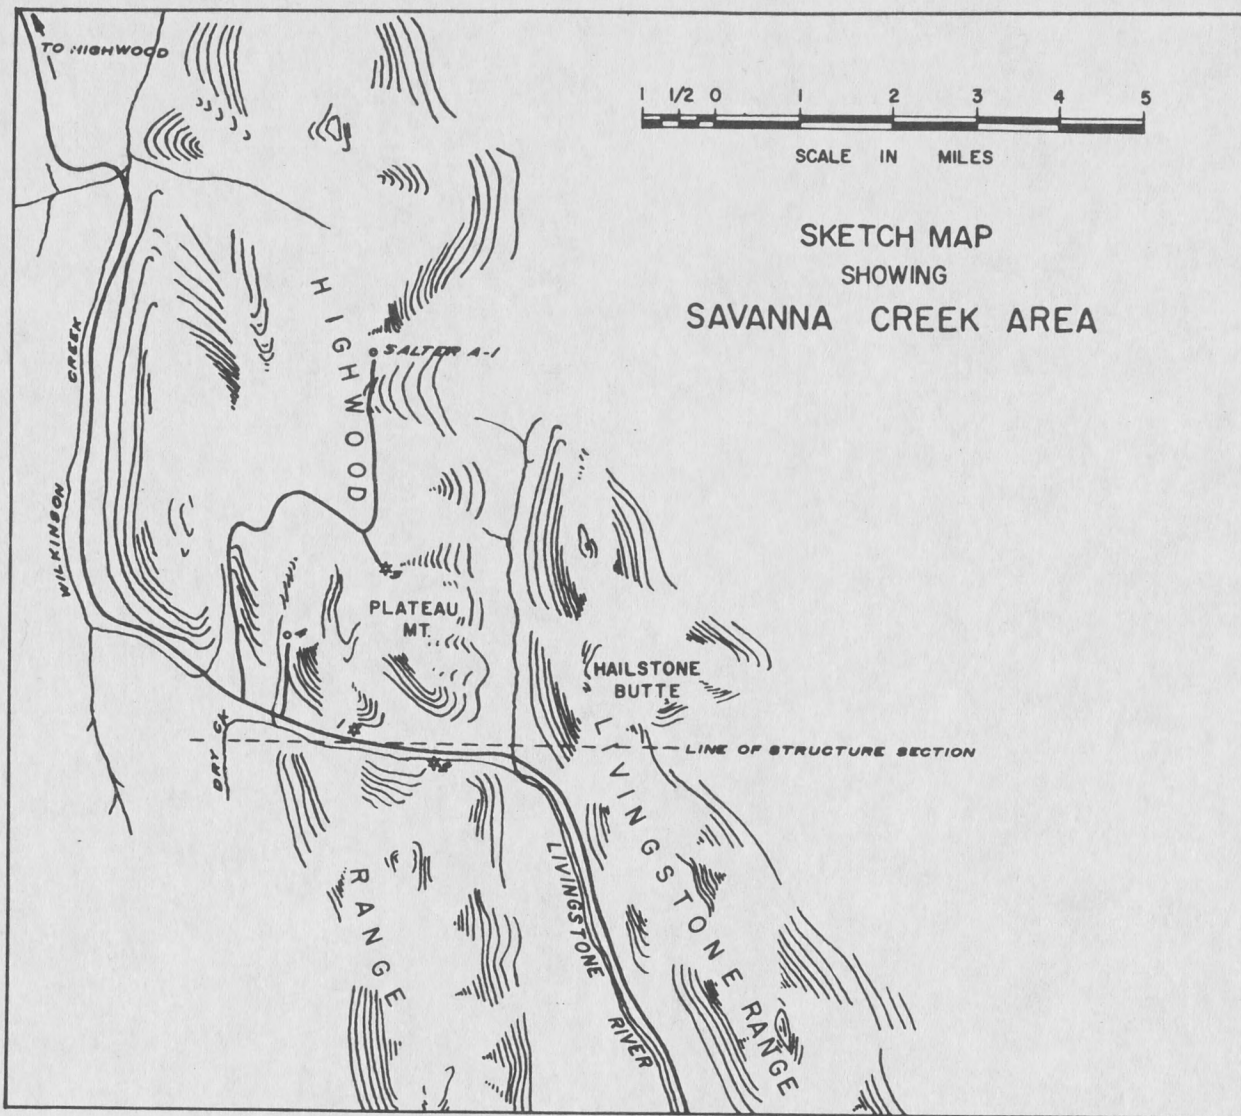 TO HIGHWOOD
1 1/2 0 1 2 3 4 5
SCALE IN MILES
SKETCH MAP
SHOWING
SAVANNA CREEK AREA
HIGHWOOD
SALTER A-1
WILKINSON CREEK
PLATEAU
MT.
4
HAILSTONE
BUTTE
DRY CK
1
LINE OF STRUCTURE SECTION
LIVINGSTONE RANGE
RANGE
LIVINGSTONE RIVER